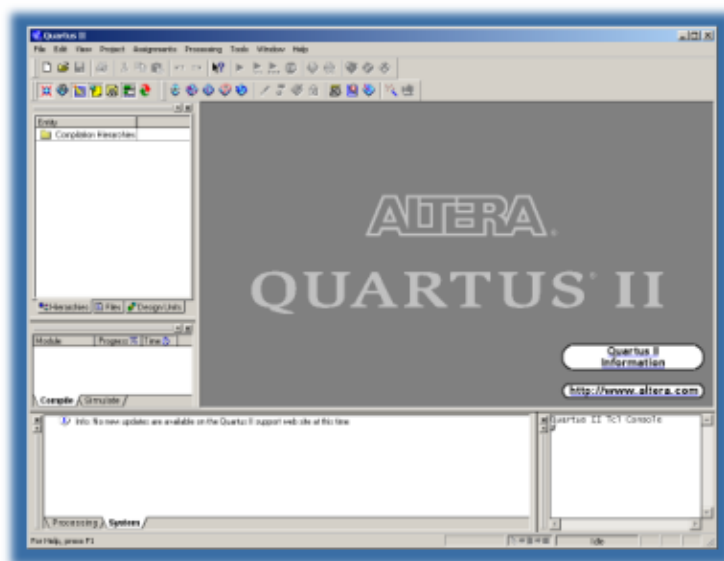 Quartus II
File Edit View Project Assignments Processing Tools Window Help
Entity
Compilation Hierarchies
Hierarchies Files Design Units
Module Progress % Time
Compile Simulate
ALTERA
QUARTUS II
Quartus II
Information
http://www.altera.com
Info: No new updates are available on the Quartus II support web site at this time
Processing System
Quartus II Tcl Console
For Help, press F1
Idle